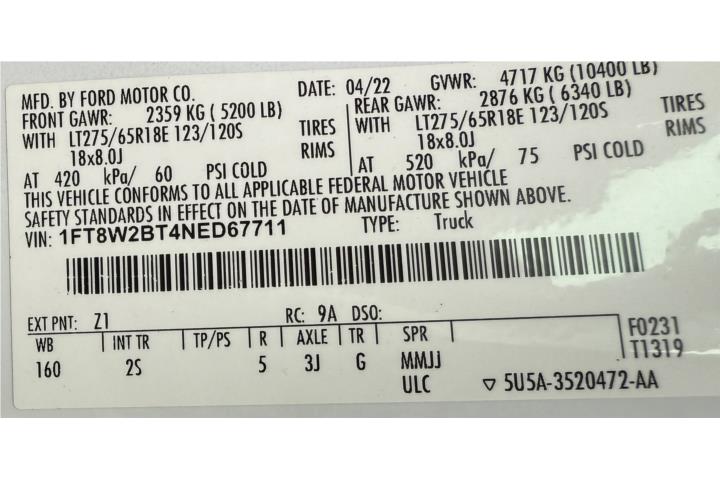 MFD. BY FORD MOTOR CO. DATE: 04/22 GVWR: 4717 KG (10400 LB)
FRONT GAWR: 2359 KG (5200 LB) REAR GAWR: 2876 KG (6340 LB)
WITH LT275/65R18E 123/120S TIRES WITH LT275/65R18E 123/120S TIRES
18x8.0J RIMS 18x8.0J RIMS
AT 420 kPa/ 60 PSI COLD AT 520 kPa/ 75 PSI COLD
THIS VEHICLE CONFORMS TO ALL APPLICABLE FEDERAL MOTOR VEHICLE
SAFETY STANDARDS IN EFFECT ON THE DATE OF MANUFACTURE SHOWN ABOVE.
VIN: 1FT8W2BT4NED67711 TYPE: Truck
EXT PNT: Z1 RC: 9A DSO:
WB INT TR TP/PS R AXLE TR SPR F0231
160 2S 5 3J G MMJJ T1319
ULC ▽ 5U5A-3520472-AA